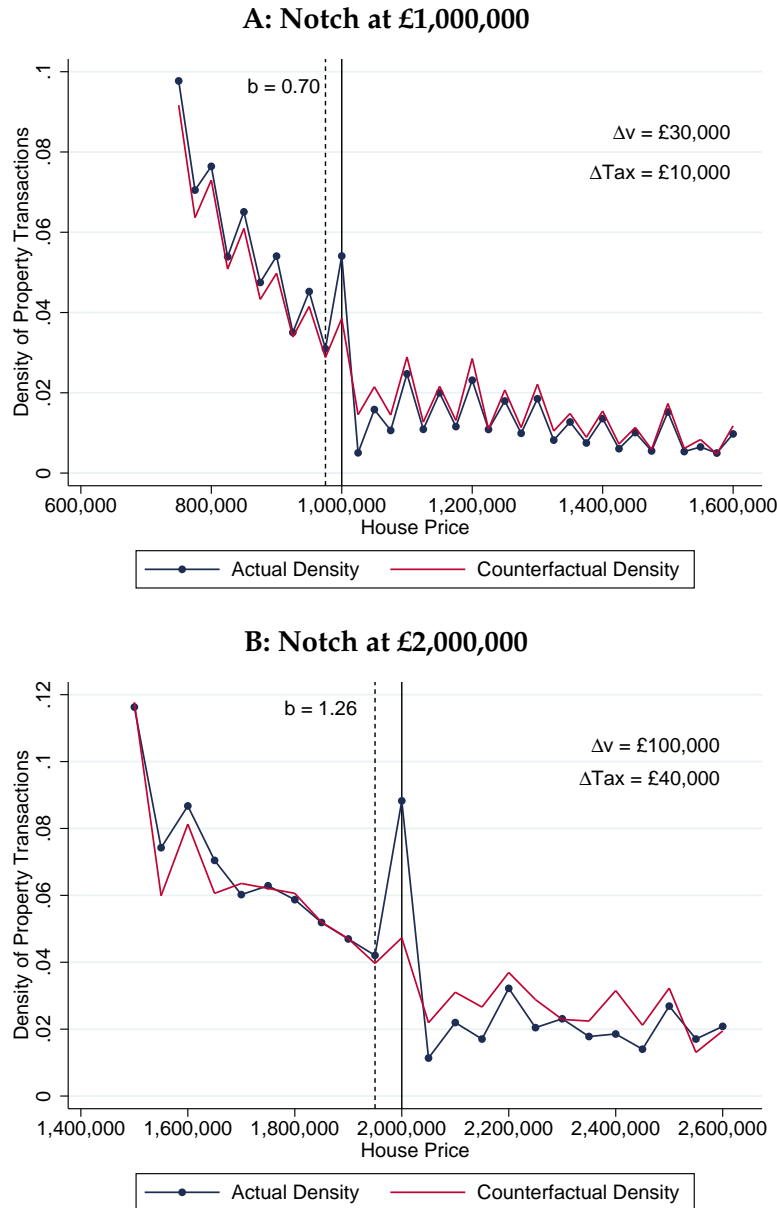 A: Notch at £1,000,000
b = 0.70
Δv = £30,000
ΔTax = £10,000
Density of Property Transactions
.1
.08
.06
.04
.02
0
600,000 800,000 1,000,000 1,200,000 1,400,000 1,600,000
House Price
Actual Density Counterfactual Density
B: Notch at £2,000,000
b = 1.26
Δv = £100,000
ΔTax = £40,000
Density of Property Transactions
.12
.1
.08
.06
.04
.02
0
1,400,000 1,600,000 1,800,000 2,000,000 2,200,000 2,400,000 2,600,000
House Price
Actual Density Counterfactual Density